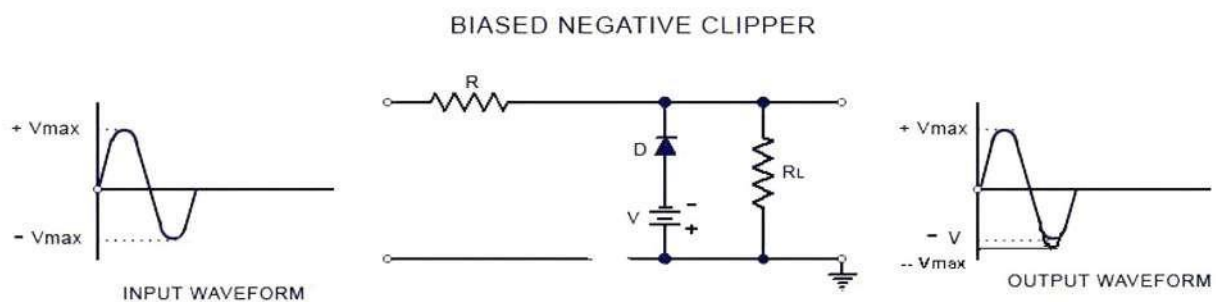 BIASED NEGATIVE CLIPPER
R
+ Vmax
- Vmax
INPUT WAVEFORM
D
V
-
+
RL
+ Vmax
- V
-- Vmax
OUTPUT WAVEFORM